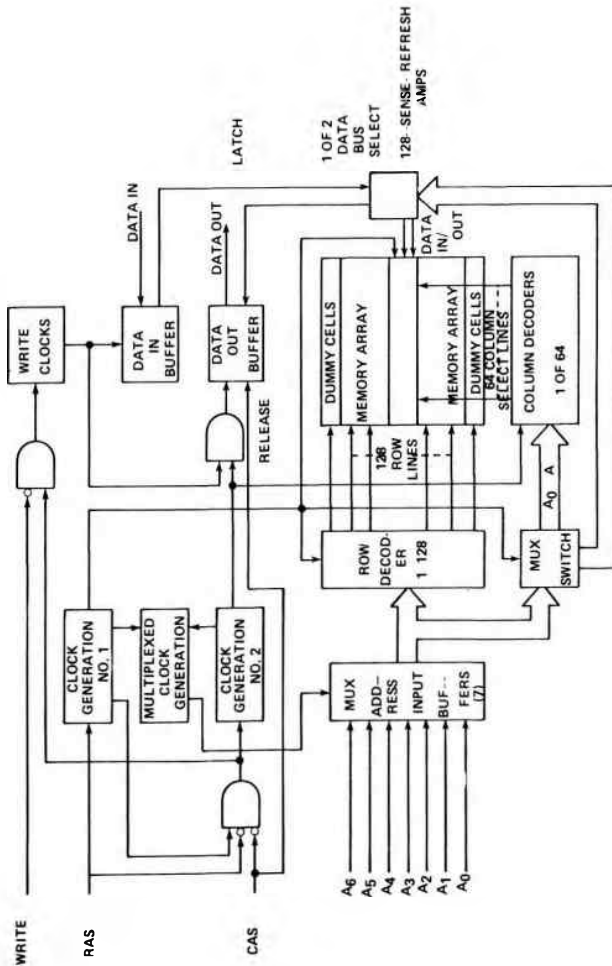 WRITE
RAS
CAS
CLOCK
GENERATION
NO. 1
MULTIPLEXED
CLOCK
GENERATION
CLOCK
GENERATION
NO. 2
WRITE
CLOCKS
DATA
IN
BUFFER
DATA IN
DATA
OUT
BUFFER
DATA OUT
LATCH
RELEASE
A6
A5
A4
A3
A2
A1
A0
MUX
ADD-
RESS
INPUT
BUF--
FERS
(7)
ROW
DECOD-
ER
1 128
128
ROW
LINES
DUMMY CELLS
MEMORY ARRAY
MEMORY ARRAY
DUMMY CELLS
DATA
IN/
OUT
1 OF 2
DATA
BUS
SELECT
128-SENSE-REFRESH
AMPS
64 COLUMN
SELECT LINES
MUX
SWITCH
A0 A
COLUMN DECODERS
1 OF 64